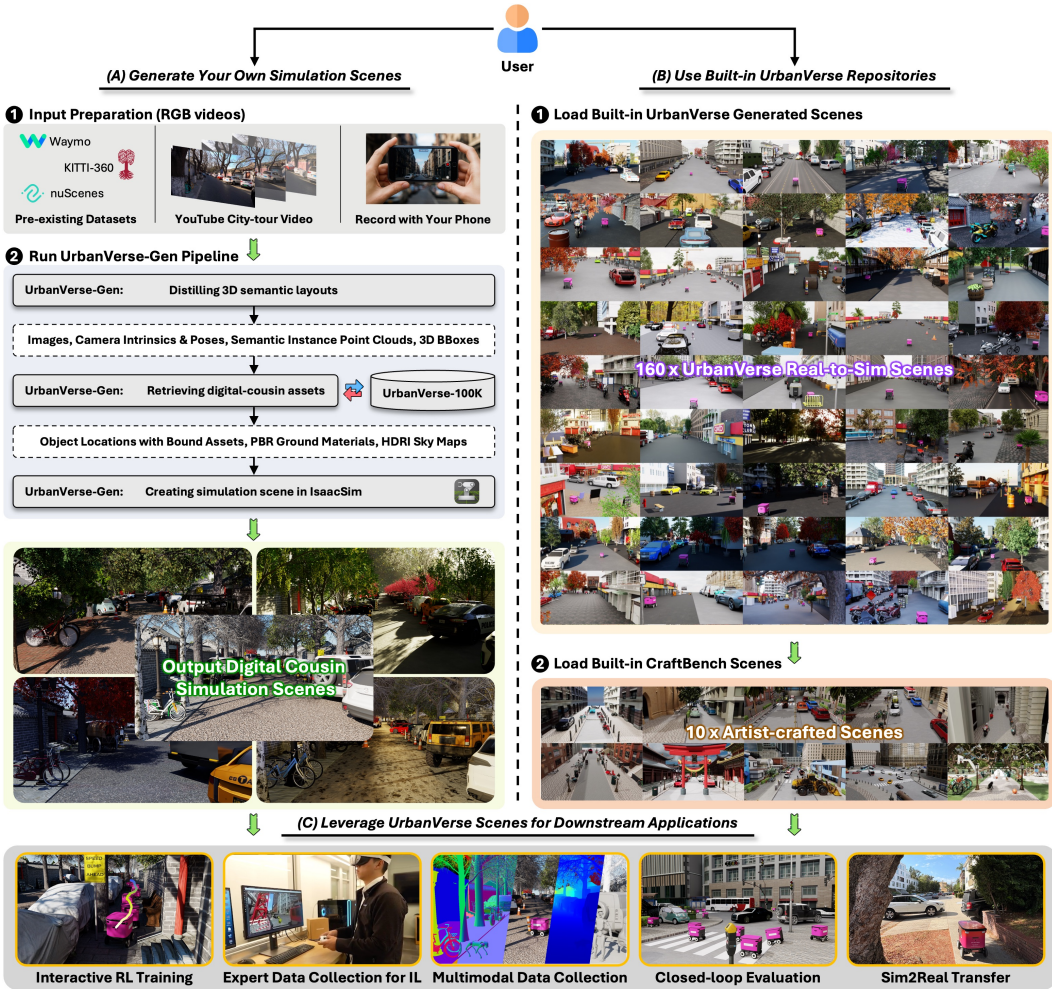 User
(A) Generate Your Own Simulation Scenes
1 Input Preparation (RGB videos)
Waymo
KITTI-360
nuScenes
Pre-existing Datasets
YouTube City-tour Video
Record with Your Phone
2 Run UrbanVerse-Gen Pipeline
UrbanVerse-Gen: Distilling 3D semantic layouts
Images, Camera Intrinsics & Poses, Semantic Instance Point Clouds, 3D BBoxes
UrbanVerse-Gen: Retrieving digital-cousin assets
UrbanVerse-100K
Object Locations with Bound Assets, PBR Ground Materials, HDRI Sky Maps
UrbanVerse-Gen: Creating simulation scene in IsaacSim
Output Digital Cousin
Simulation Scenes
(B) Use Built-in UrbanVerse Repositories
1 Load Built-in UrbanVerse Generated Scenes
160 x UrbanVerse Real-to-Sim Scenes
2 Load Built-in CraftBench Scenes
10 x Artist-crafted Scenes
(C) Leverage UrbanVerse Scenes for Downstream Applications
SPEED
BUMP
AHEAD
Interactive RL Training
Expert Data Collection for IL
Multimodal Data Collection
Closed-loop Evaluation
Sim2Real Transfer